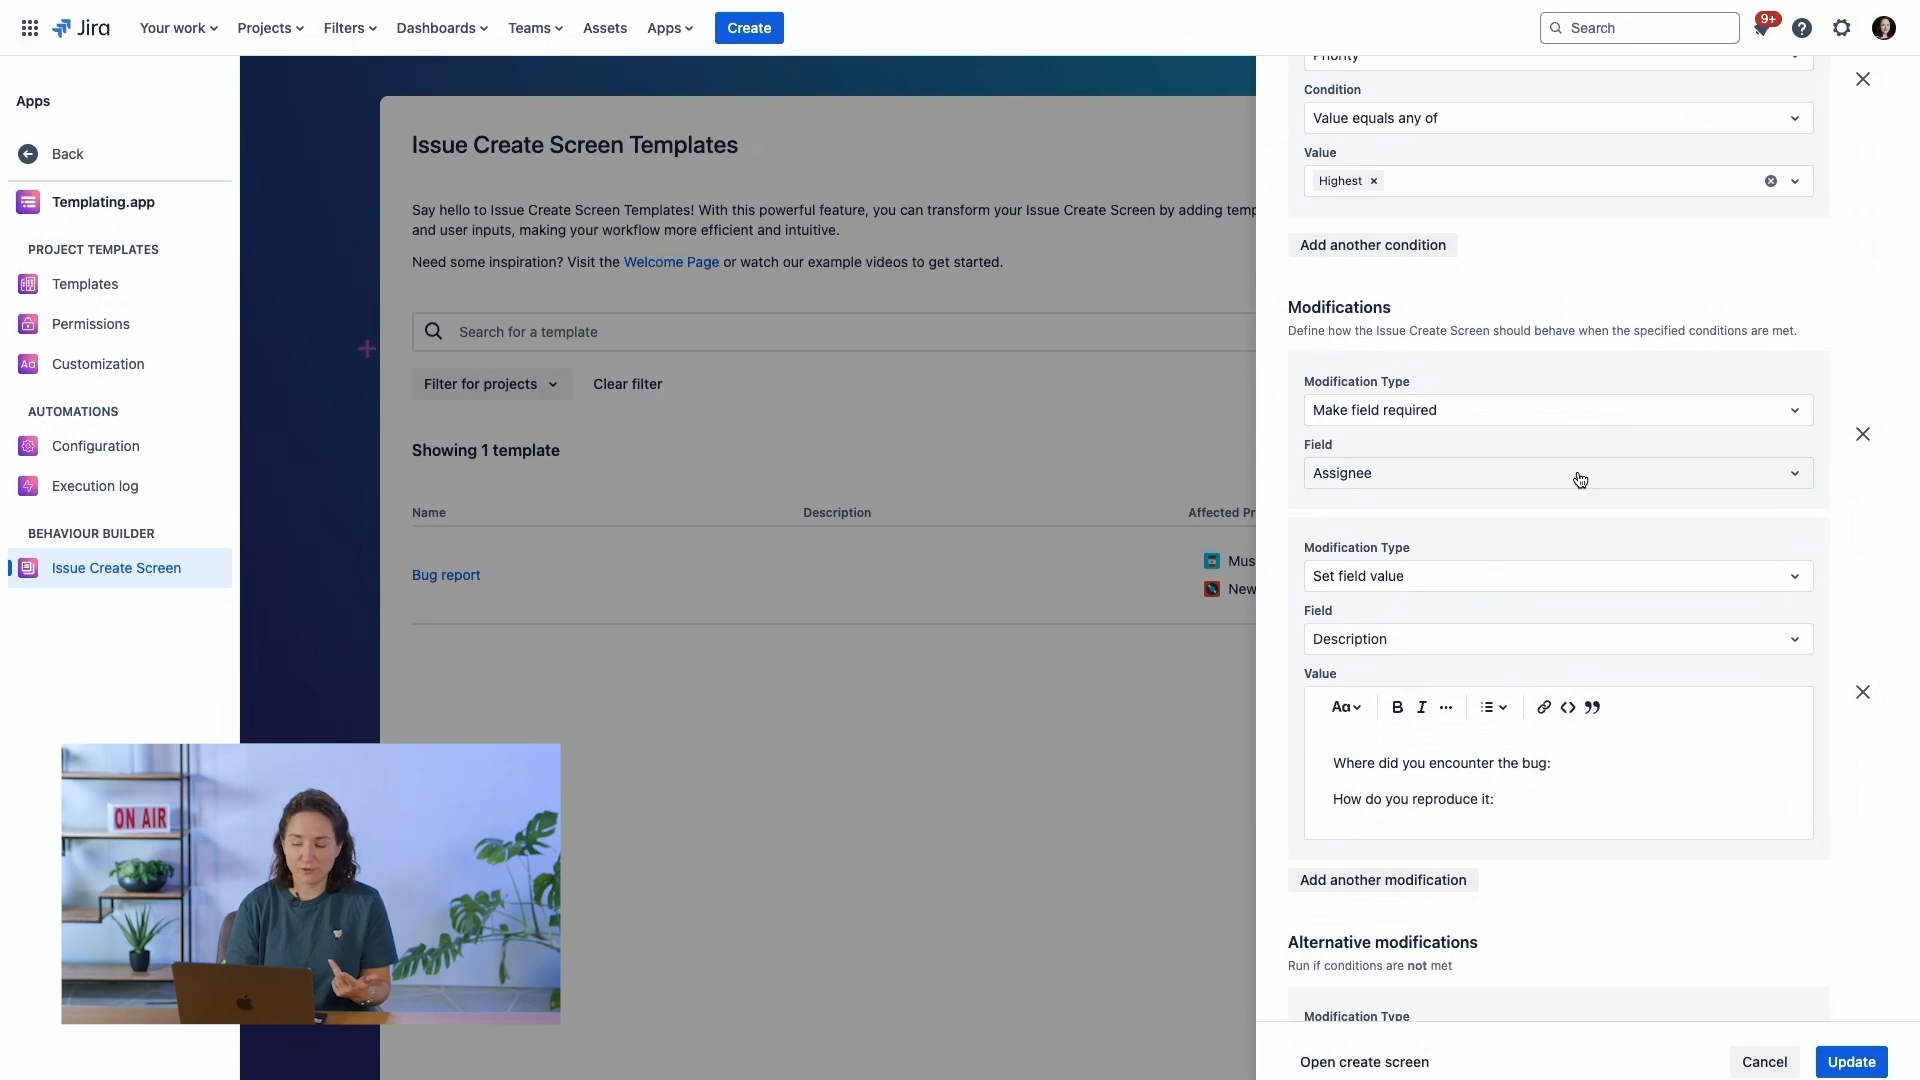 Jira
Your work
Projects
Filters
Dashboards
Teams
Assets
Apps
Create
Search
9+
Apps
Back
Templating.app
PROJECT TEMPLATES
Templates
Permissions
Aa
Customization
AUTOMATIONS
Configuration
Execution log
BEHAVIOUR BUILDER
Issue Create Screen
Issue Create Screen Templates
Say hello to Issue Create Screen Templates! With this powerful feature, you can transform your Issue Create Screen by adding temp
and user inputs, making your workflow more efficient and intuitive.
Need some inspiration? Visit the Welcome Page or watch our example videos to get started.
Search for a template
Filter for projects
Clear filter
Showing 1 template
Name
Description
Affected Pr
Bug report
Mus
New
ON AIR
Priority
Condition
Value equals any of
Value
Highest ×
Add another condition
Modifications
Define how the Issue Create Screen should behave when the specified conditions are met.
Modification Type
Make field required
Field
Assignee
Modification Type
Set field value
Field
Description
Value
Aa B I ···
Where did you encounter the bug:
How do you reproduce it:
Add another modification
Alternative modifications
Run if conditions are not met
Modification Type
Open create screen
Cancel
Update